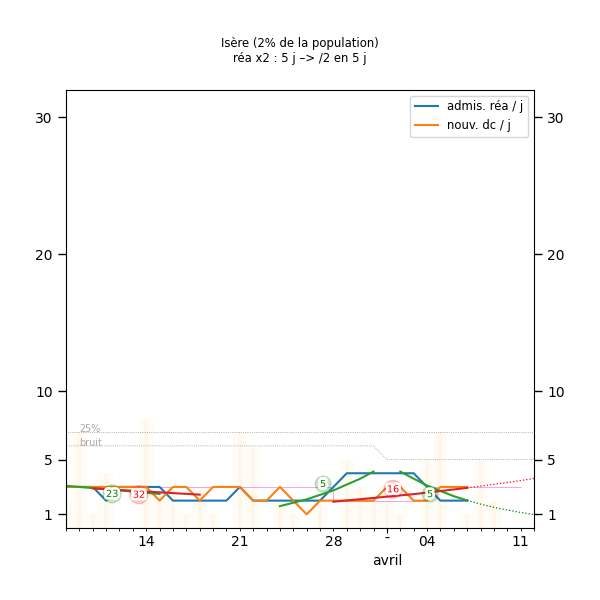 Isère (2% de la population)
réa x2 : 5 j –> /2 en 5 j
admis. réa / j
nouv. dc / j
30 30
20 20
10 10
25%
bruit
5 5
23 32 5 16 5
1 1
14 21 28 - 04 11
avril